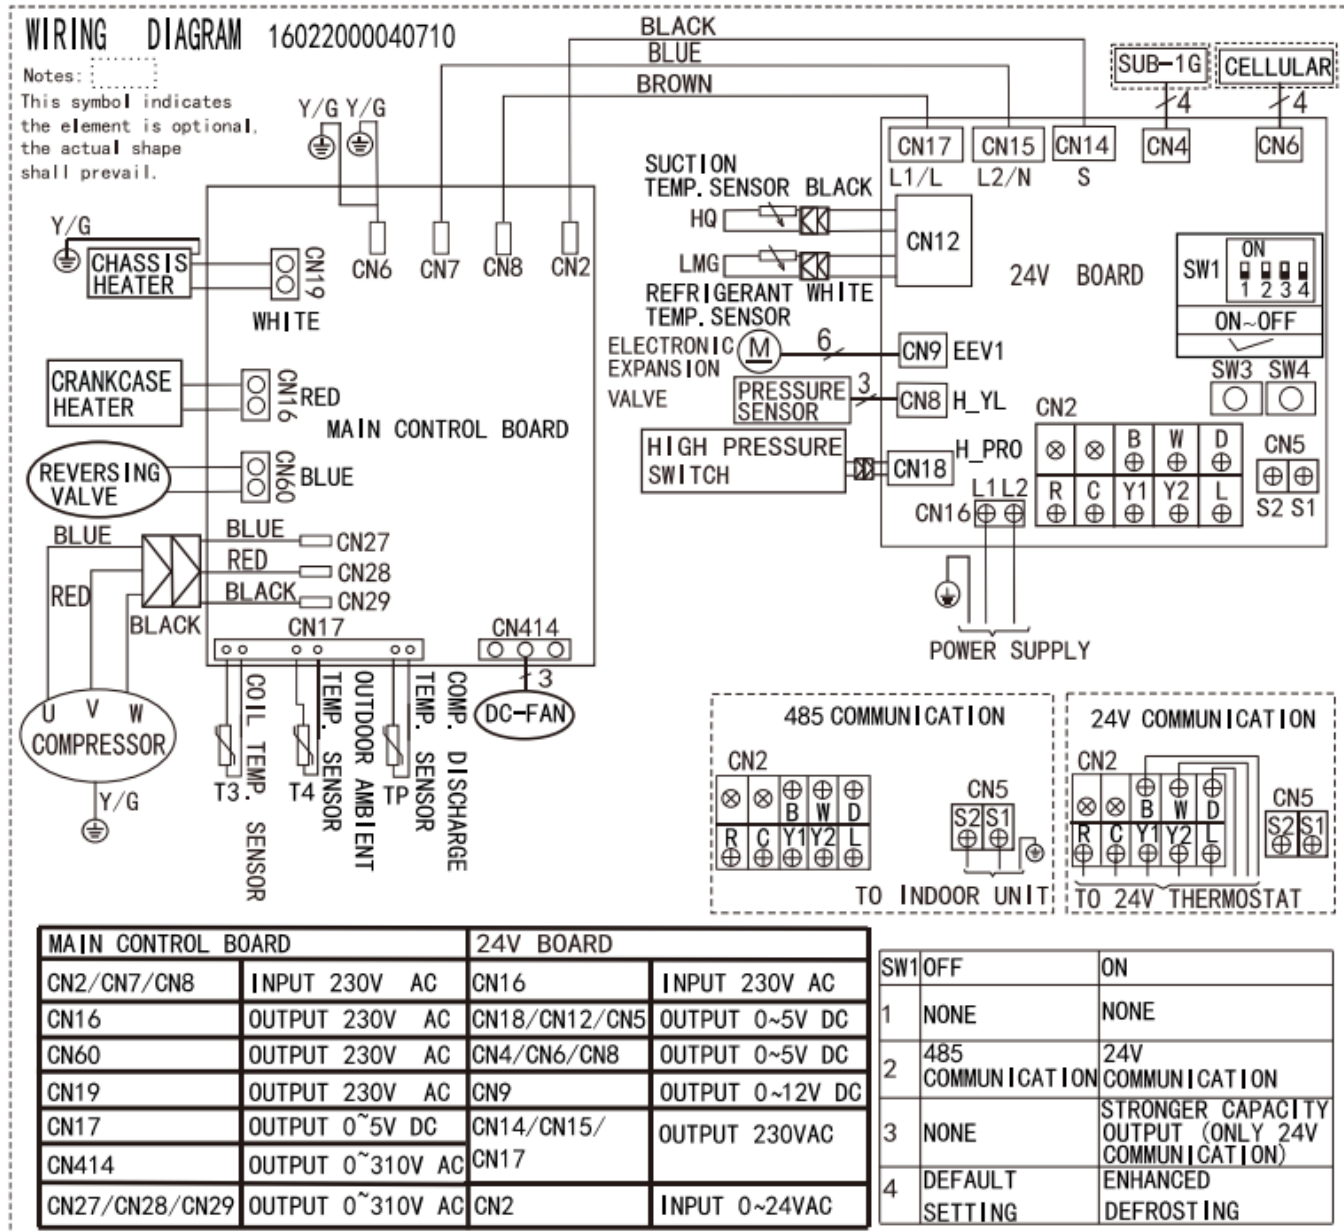 WIRING DIAGRAM 16022000040710
Notes:
This symbol indicates
the element is optional,
the actual shape
shall prevail.
BLACK
BLUE
BROWN
Y/G Y/G
CN6 CN7 CN8 CN2
Y/G
CHASSIS
HEATER
CN19
WHITE
CRANKCASE
HEATER
CN16
RED
MAIN CONTROL BOARD
REVERSING
VALVE
CN60
BLUE
BLUE
RED
BLACK
BLUE
RED
BLACK
CN27
CN28
CN29
U V W
COMPRESSOR
Y/G
CN17
T3
COIL TEMP. SENSOR
T4
OUTDOOR AMBIENT
TEMP. SENSOR
TP
COMP. DISCHARGE
TEMP. SENSOR
CN414
3
DC-FAN
SUB-1G
4
CN4
CELLULAR
4
CN6
CN17
L1/L
CN15
L2/N
CN14
S
SUCTION
TEMP. SENSOR BLACK
HQ
LMG
REFRIGERANT WHITE
TEMP. SENSOR
CN12
24V BOARD
SW1
ON
1 2 3 4
ON~OFF
SW3 SW4
ELECTRONIC
EXPANSION
VALVE
M
6
CN9 EEV1
PRESSURE
SENSOR
3
CN8 H_YL
HIGH PRESSURE
SWITCH
CN18
H_PRO
CN2
B W D
R C Y1 Y2 L
CN5
S2 S1
L1 L2
CN16
POWER SUPPLY
485 COMMUNICATION
CN2
B W D
R C Y1 Y2 L
CN5
S2 S1
TO INDOOR UNIT
24V COMMUNICATION
CN2
B W D
R C Y1 Y2 L
CN5
S2 S1
TO 24V THERMOSTAT
MAIN CONTROL BOARD 24V BOARD
CN2/CN7/CN8 INPUT 230V AC CN16 INPUT 230V AC
CN16 OUTPUT 230V AC CN18/CN12/CN5 OUTPUT 0~5V DC
CN60 OUTPUT 230V AC CN4/CN6/CN8 OUTPUT 0~5V DC
CN19 OUTPUT 230V AC CN9 OUTPUT 0~12V DC
CN17 OUTPUT 0~5V DC CN14/CN15/ OUTPUT 230VAC
CN414 OUTPUT 0~310V AC CN17
CN27/CN28/CN29 OUTPUT 0~310V AC CN2 INPUT 0~24VAC
SW1 OFF ON
1 NONE NONE
2 485 COMMUNICATION 24V COMMUNICATION
3 NONE STRONGER CAPACITY
OUTPUT (ONLY 24V
COMMUNICATION)
4 DEFAULT SETTING ENHANCED DEFROSTING